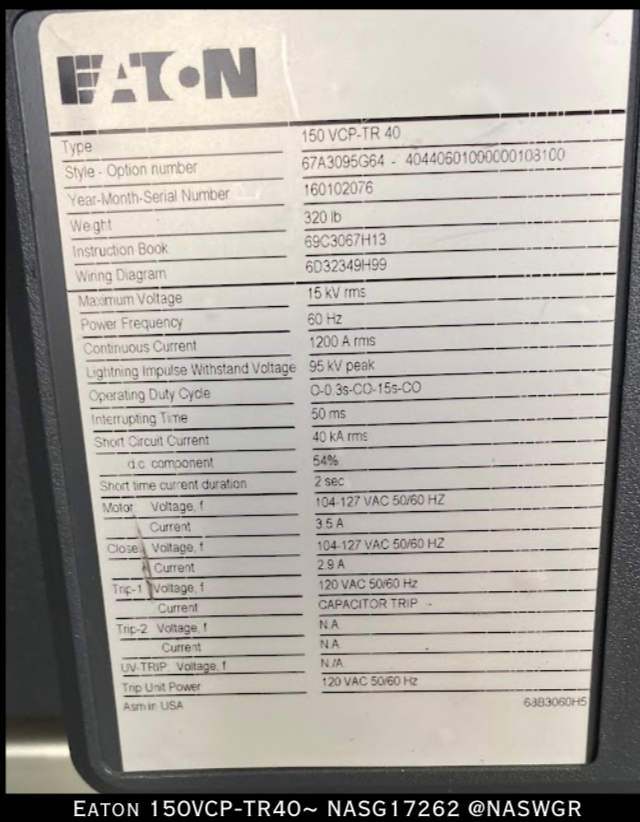 EATON
Type 150 VCP-TR 40
Style - Option number 67A3095G64 - 40440601000000103100
Year-Month-Serial Number 160102076
Weight 320 lb
Instruction Book 69C3067H13
Wiring Diagram 6D32349H99
Maximum Voltage 15 kV rms
Power Frequency 60 Hz
Continuous Current 1200 A rms
Lightning Impulse Withstand Voltage 95 kV peak
Operating Duty Cycle O-0.3s-CO-15s-CO
Interrupting Time 50 ms
Short Circuit Current 40 kA rms
d.c. component 54%
Short time current duration 2 sec
Motor Voltage, f 104-127 VAC 50/60 HZ
Current 3.5 A
Close Voltage, f 104-127 VAC 50/60 HZ
Current 2.9 A
Trip-1 Voltage, f 120 VAC 50/60 Hz
Current CAPACITOR TRIP -
Trip-2 Voltage, f N.A
Current N.A
UV-TRIP Voltage, f N./A
Trip Unit Power 120 VAC 50/60 Hz
Asm in USA 68B3060H5
EATON 150VCP-TR40~ NASG17262 @NASWGR